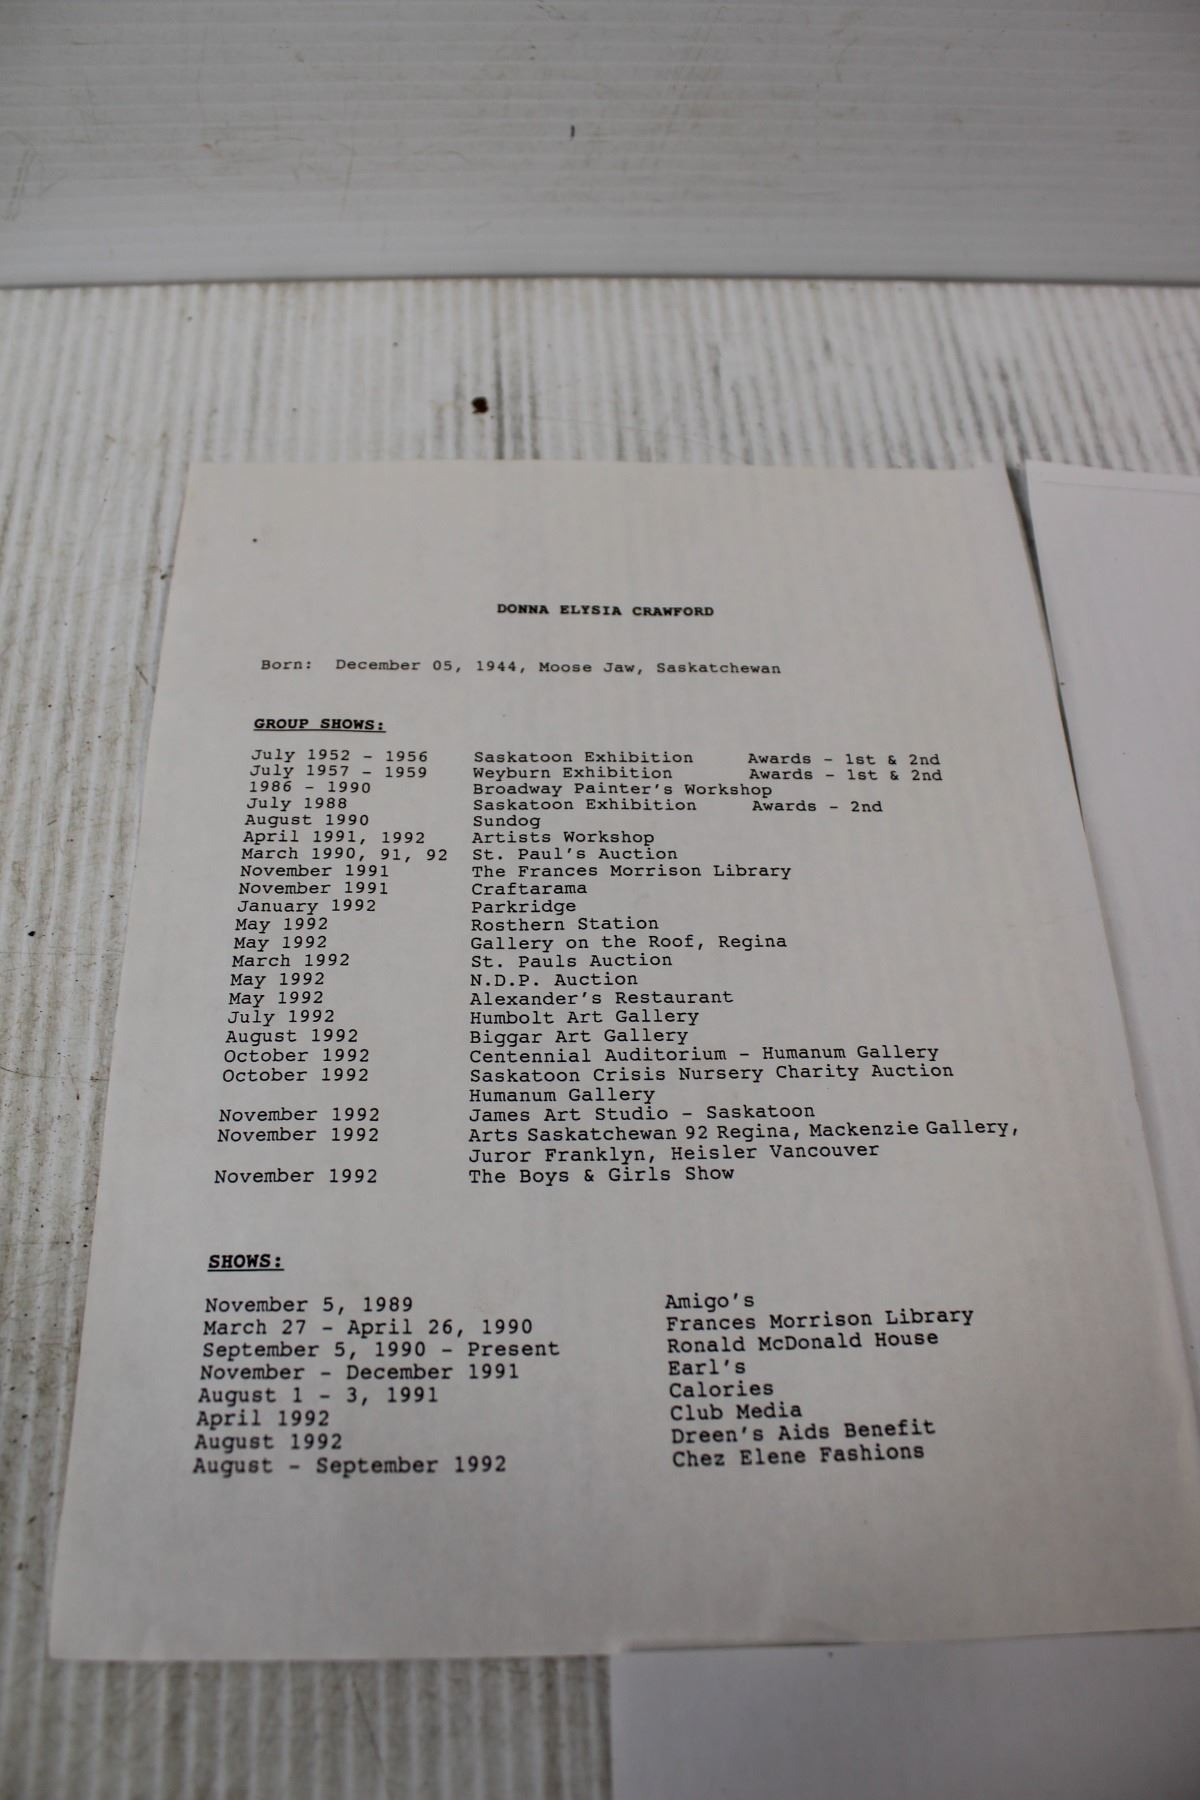 DONNA ELYSIA CRAWFORD
Born: December 05, 1944, Moose Jaw, Saskatchewan
GROUP SHOWS:
July 1952 - 1956 Saskatoon Exhibition Awards - 1st & 2nd
July 1957 - 1959 Weyburn Exhibition Awards - 1st & 2nd
1986 - 1990 Broadway Painter's Workshop
July 1988 Saskatoon Exhibition Awards - 2nd
August 1990 Sundog
April 1991, 1992 Artists Workshop
March 1990, 91, 92 St. Paul's Auction
November 1991 The Frances Morrison Library
November 1991 Craftarama
January 1992 Parkridge
May 1992 Rosthern Station
May 1992 Gallery on the Roof, Regina
March 1992 St. Pauls Auction
May 1992 N.D.P. Auction
May 1992 Alexander's Restaurant
July 1992 Humbolt Art Gallery
August 1992 Biggar Art Gallery
October 1992 Centennial Auditorium - Humanum Gallery
October 1992 Saskatoon Crisis Nursery Charity Auction
Humanum Gallery
November 1992 James Art Studio - Saskatoon
November 1992 Arts Saskatchewan 92 Regina, Mackenzie Gallery,
Juror Franklyn, Heisler Vancouver
November 1992 The Boys & Girls Show
SHOWS:
November 5, 1989 Amigo's
March 27 - April 26, 1990 Frances Morrison Library
September 5, 1990 - Present Ronald McDonald House
November - December 1991 Earl's
August 1 - 3, 1991 Calories
April 1992 Club Media
August 1992 Dreen's Aids Benefit
August - September 1992 Chez Elene Fashions